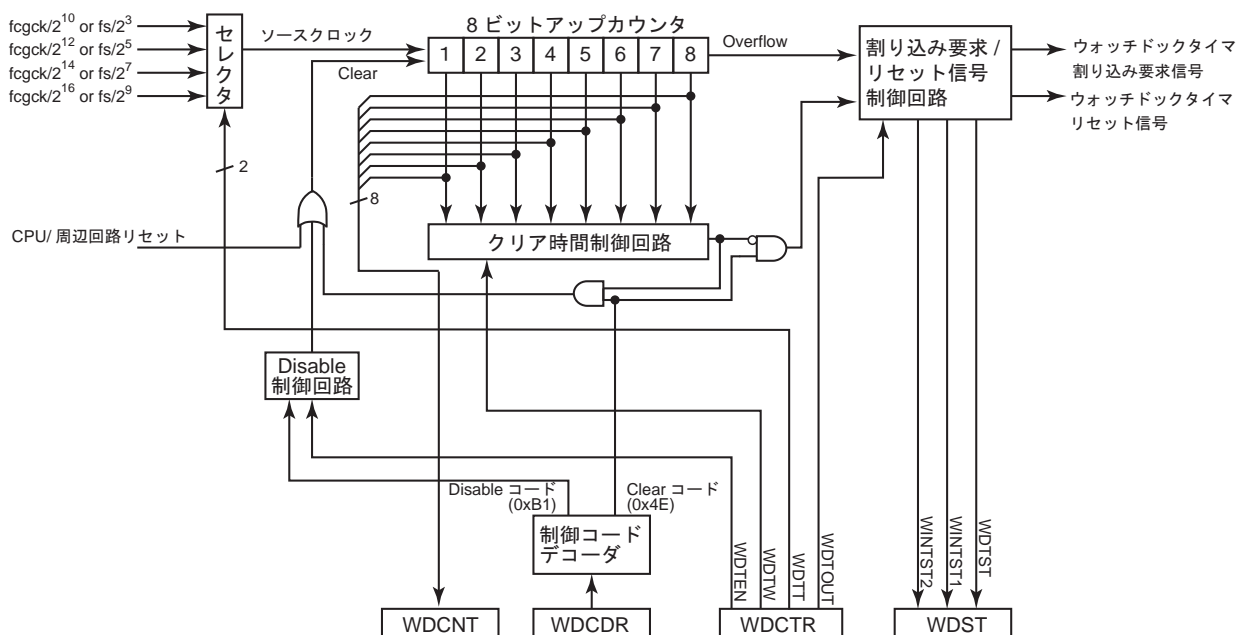 8 ビットアップカウンタ
fcgck/2^10 or fs/2^3
fcgck/2^12 or fs/2^5
fcgck/2^14 or fs/2^7
fcgck/2^16 or fs/2^9
セレクタ
ソースクロック
Clear
1 2 3 4 5 6 7 8
Overflow
割り込み要求 /
リセット信号
制御回路
ウォッチドックタイマ
割り込み要求信号
ウォッチドックタイマ
リセット信号
2
8
CPU/ 周辺回路リセット
クリア時間制御回路
Disable
制御回路
Disable コード
(0xB1)
Clear コード
(0x4E)
制御コード
デコーダ
WDTEN
WDTW
WDTT
WDTOUT
WINTST2
WINTST1
WDTST
WDCNT
WDCDR
WDCTR
WDST